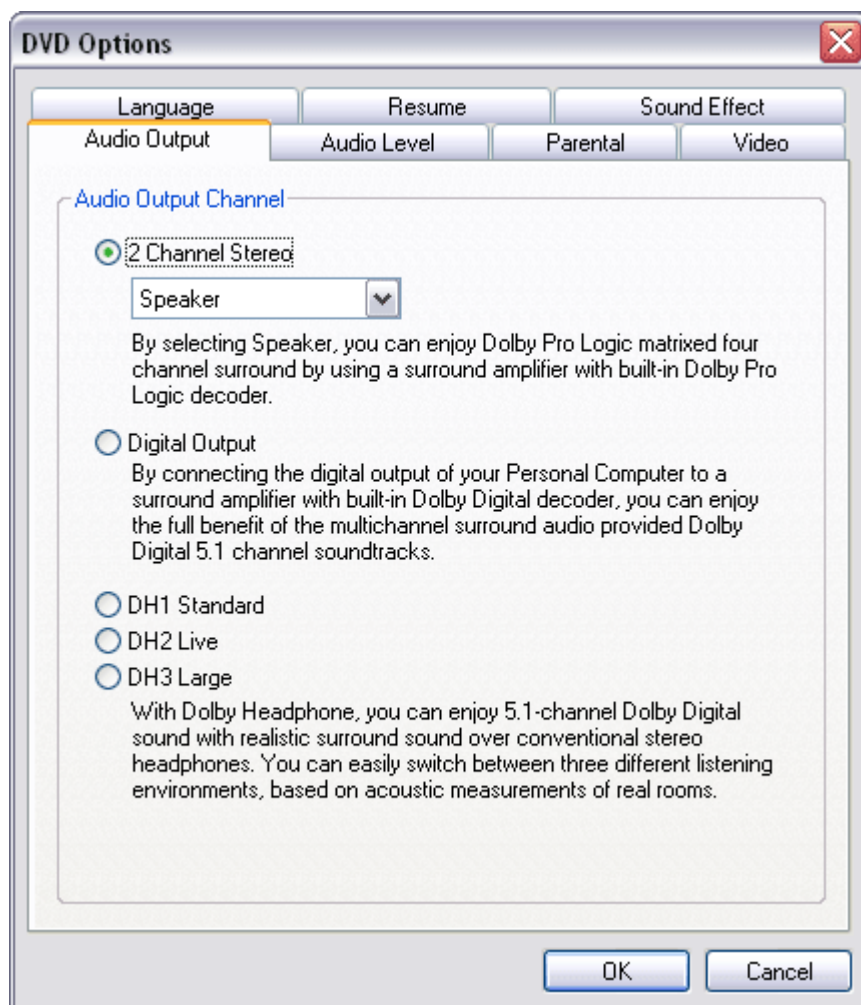 DVD Options
Language Resume Sound Effect
Audio Output Audio Level Parental Video
Audio Output Channel
2 Channel Stereo
Speaker
By selecting Speaker, you can enjoy Dolby Pro Logic matrixed four
channel surround by using a surround amplifier with built-in Dolby Pro
Logic decoder.
Digital Output
By connecting the digital output of your Personal Computer to a
surround amplifier with built-in Dolby Digital decoder, you can enjoy
the full benefit of the multichannel surround audio provided Dolby
Digital 5.1 channel soundtracks.
DH1 Standard
DH2 Live
DH3 Large
With Dolby Headphone, you can enjoy 5.1-channel Dolby Digital
sound with realistic surround sound over conventional stereo
headphones. You can easily switch between three different listening
environments, based on acoustic measurements of real rooms.
OK Cancel